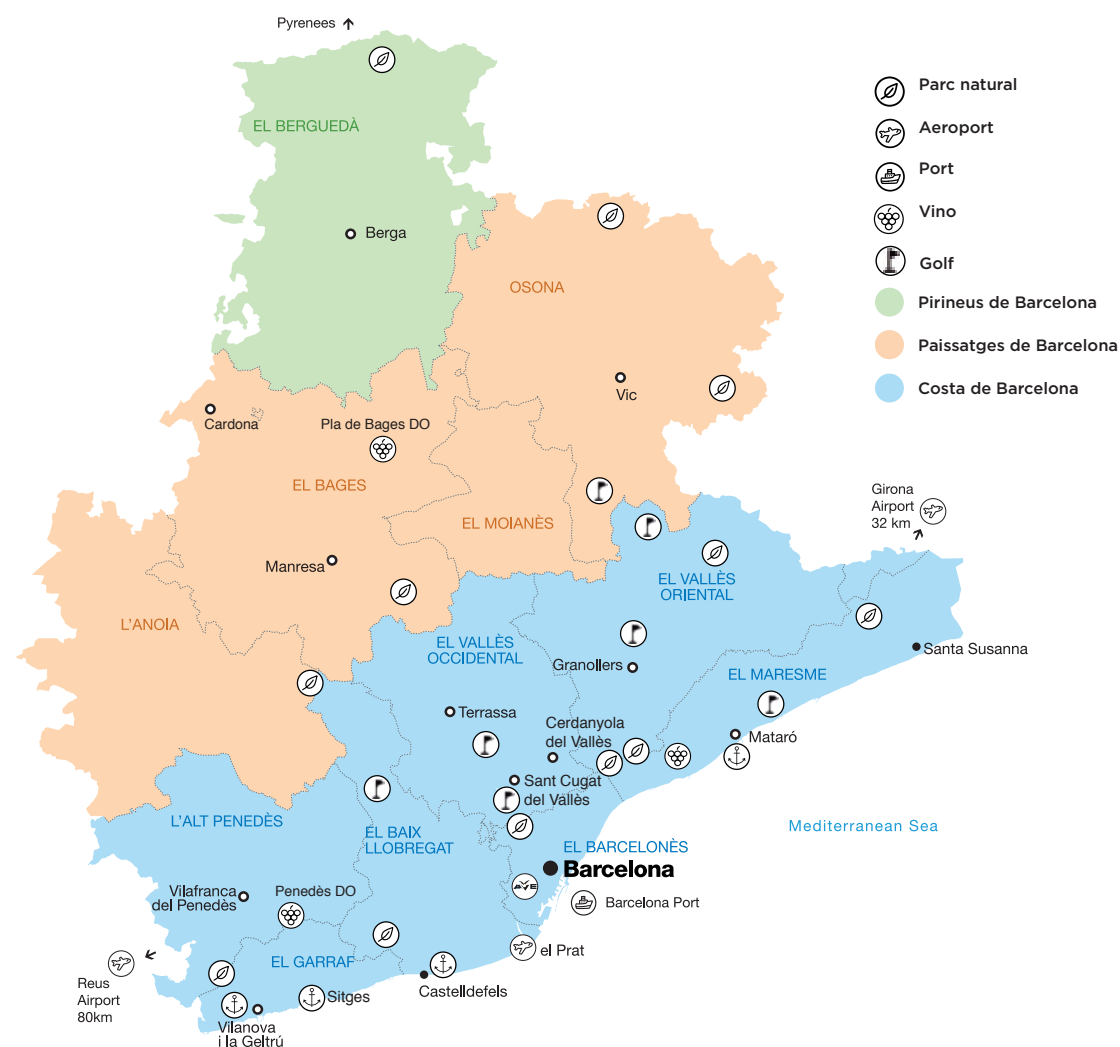 Pyrenees
EL BERGUEDÀ
Berga
OSONA
Vic
Cardona
Pla de Bages DO
EL BAGES
EL MOIANÈS
Manresa
L'ANOIA
Parc natural
Aeroport
Port
Vino
Golf
Pirineus de Barcelona
Paissatges de Barcelona
Costa de Barcelona
Girona
Airport
32 km
EL VALLÈS
ORIENTAL
EL VALLÈS
OCCIDENTAL
Granollers
Santa Susanna
EL MARESME
Terrassa
Cerdanyola
del Vallès
Mataró
Sant Cugat
del Vallès
L'ALT PENEDÈS
EL BAIX
LLOBREGAT
Mediterranean Sea
EL BARCELONÈS
Barcelona
AVE
Barcelona Port
Vilafranca
del Penedès
Penedès DO
el Prat
EL GARRAF
Castelldefels
Sitges
Reus
Airport
80km
Vilanova
i la Geltrú